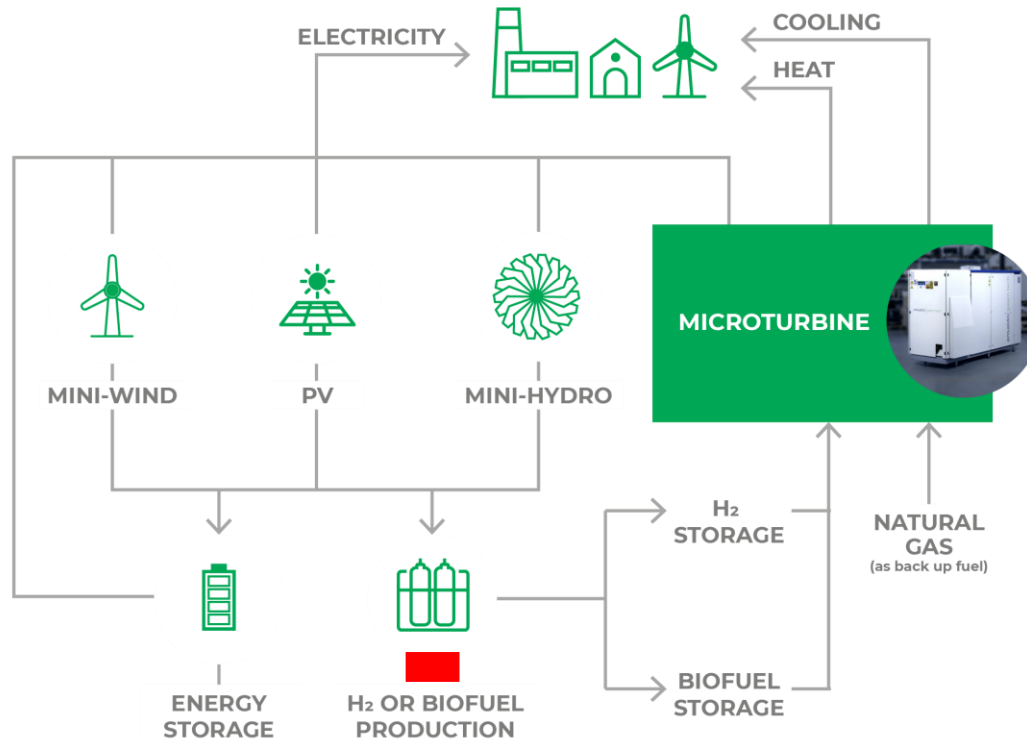 ELECTRICITY
COOLING
HEAT
MICROTURBINE
MINI-WIND
PV
MINI-HYDRO
H₂
STORAGE
NATURAL
GAS
(as back up fuel)
BIOFUEL
STORAGE
ENERGY
STORAGE
H₂ OR BIOFUEL
PRODUCTION